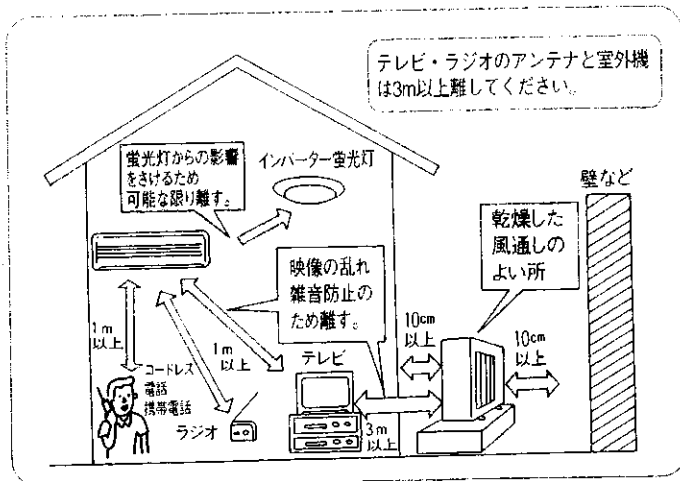 テレビ・ラジオのアンテナと室外機
は3m以上離してください。
蛍光灯からの影響
をさけるため
可能な限り離す。
インバーター蛍光灯
壁など
乾燥した
風通しの
よい所
映像の乱れ
雑音防止の
ため離す。
1m
以上
1m
以上
テレビ
10cm
以上
10cm
以上
コードレス
電話
携帯電話
ラジオ
3m
以上